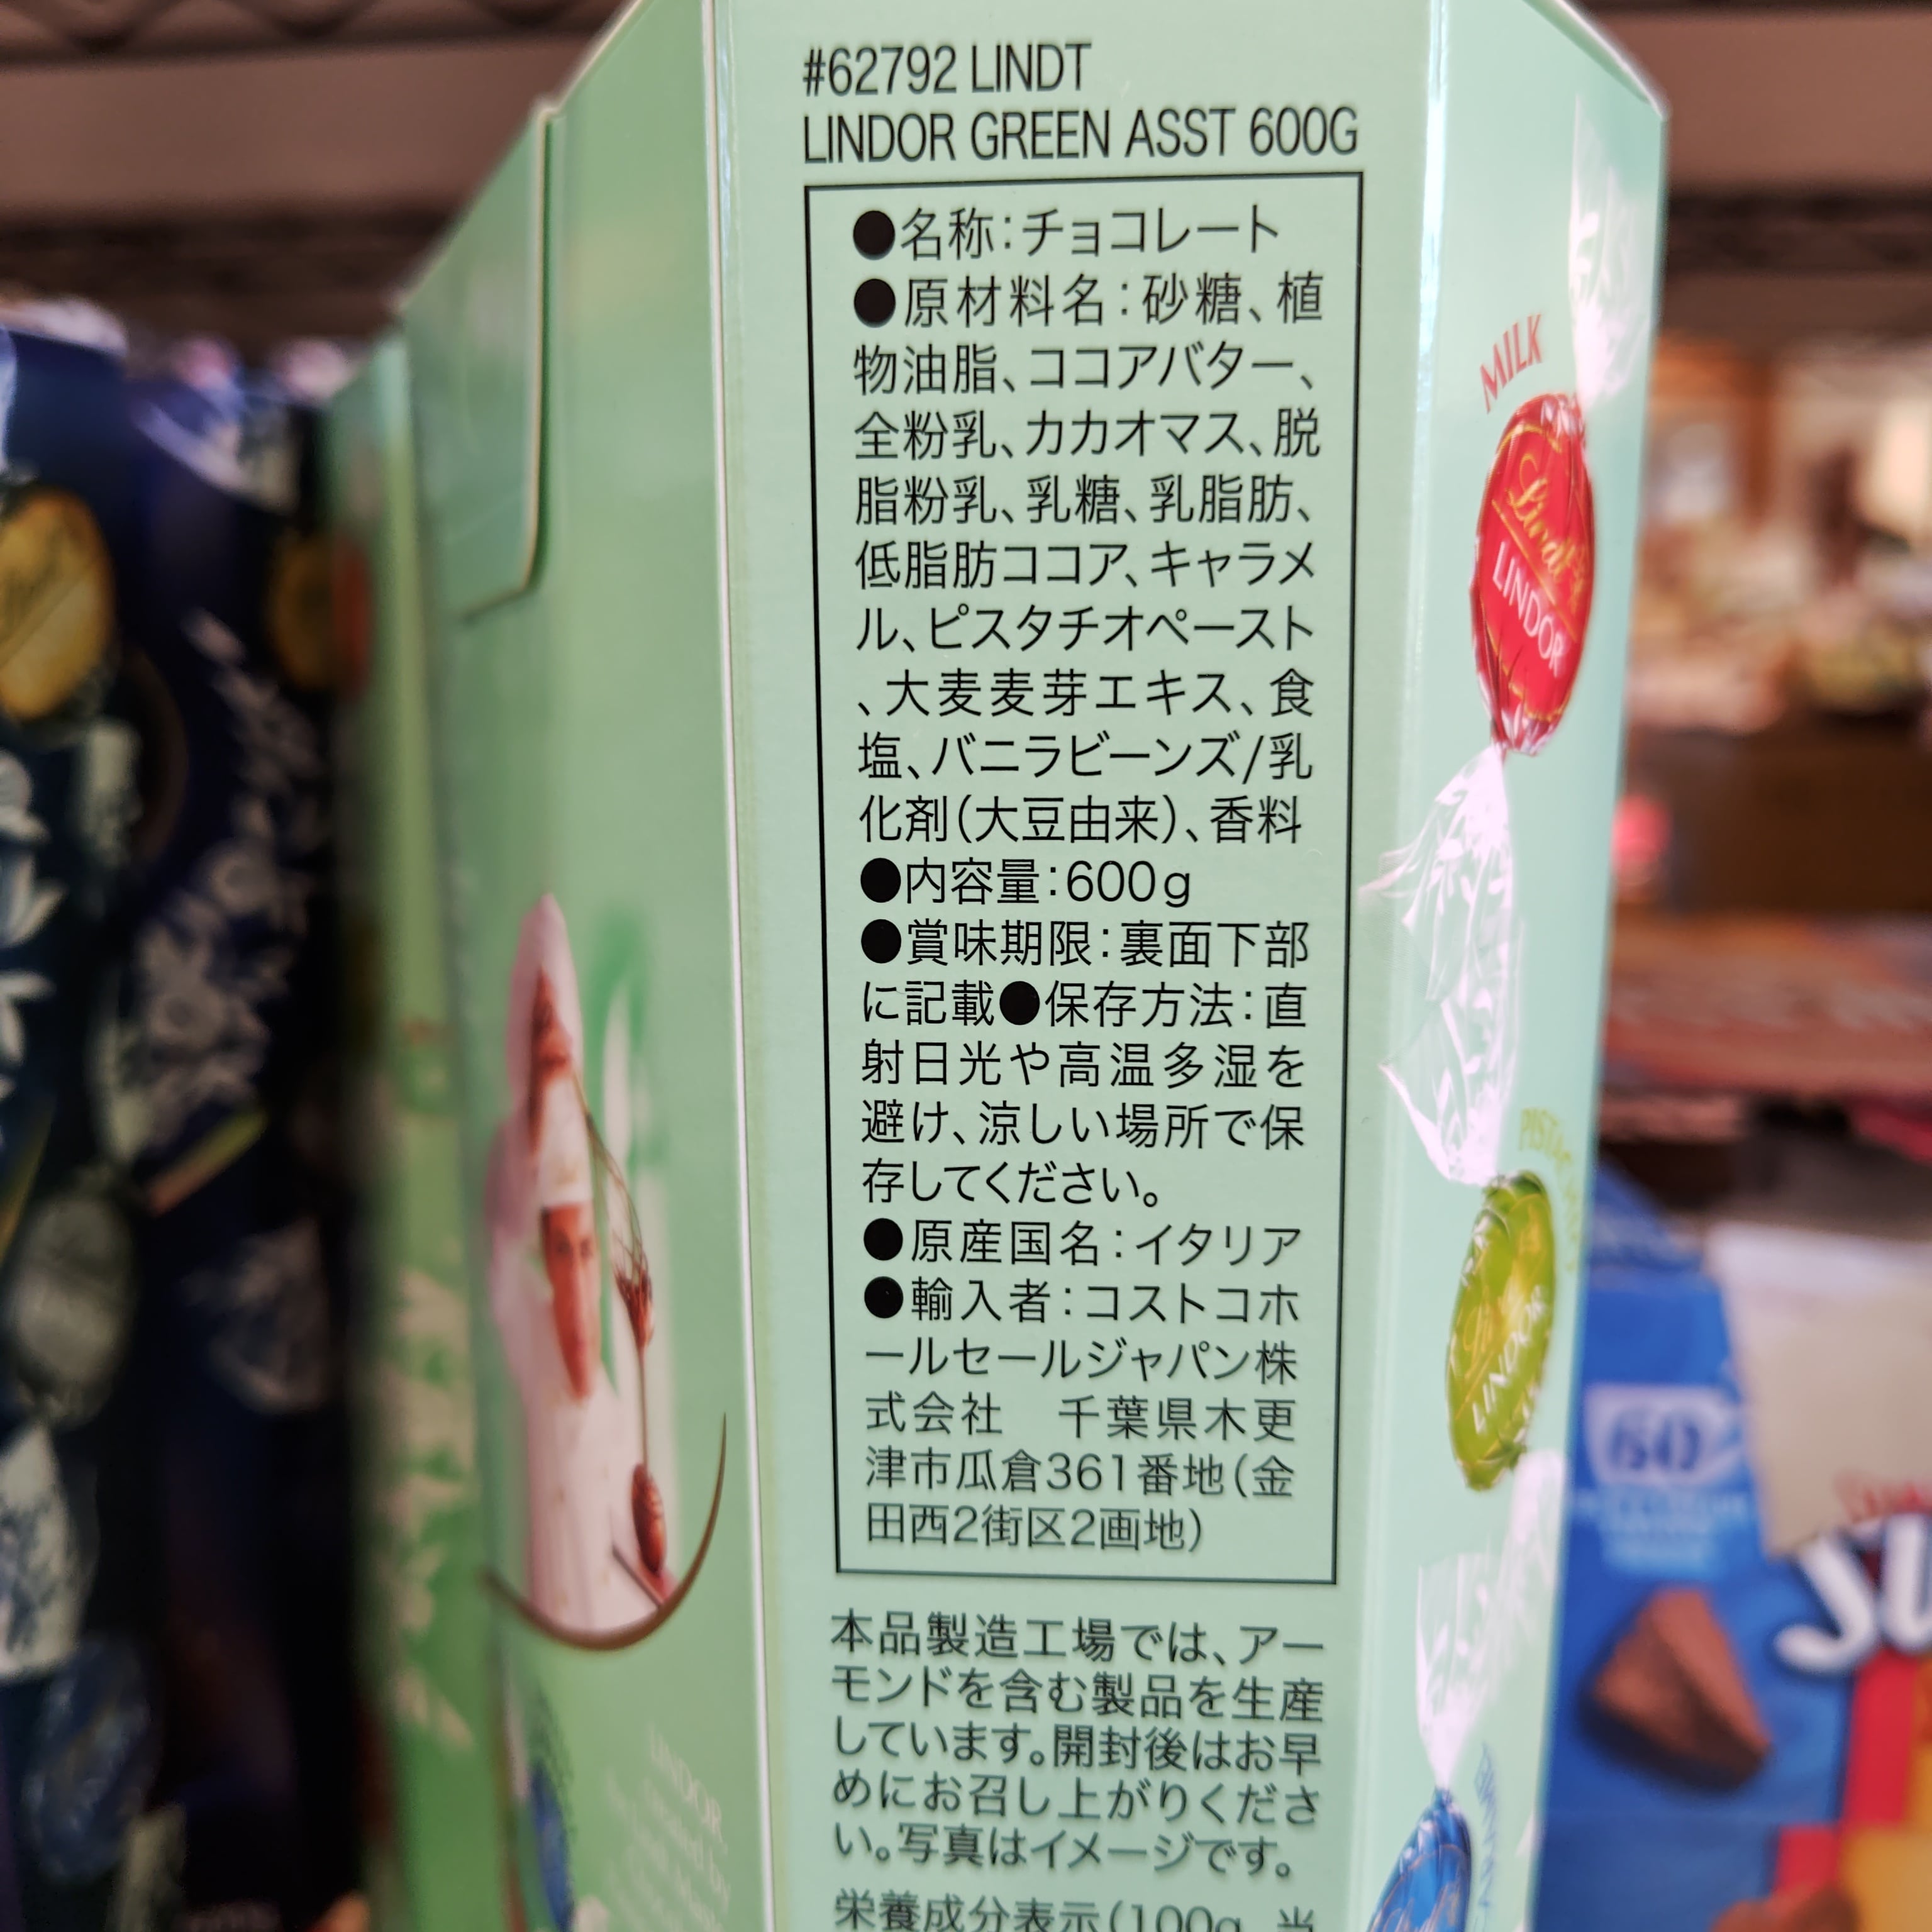 #62792 LINDT
LINDOR GREEN ASST 600G
●名称:チョコレート
●原材料名:砂糖、植
物油脂、ココアバター、
全粉乳、カカオマス、脱
脂粉乳、乳糖、乳脂肪、
低脂肪ココア、キャラメ
ル、ピスタチオペースト
、大麦麦芽エキス、食
塩、バニラビーンズ/乳
化剤(大豆由来)、香料
●内容量:600g
●賞味期限:裏面下部
に記載●保存方法:直
射日光や高温多湿を
避け、涼しい場所で保
存してください。
●原産国名:イタリア
●輸入者:コストコホ
ールセールジャパン株
式会社　千葉県木更
津市瓜倉361番地(金
田西2街区2画地)
本品製造工場では、アー
モンドを含む製品を生産
しています。開封後はお早
めにお召し上がりくださ
い。写真はイメージです。
栄養成分表示(100g 当
MILK
Lindt
LINDOR
LINDOR
LINDOR
60